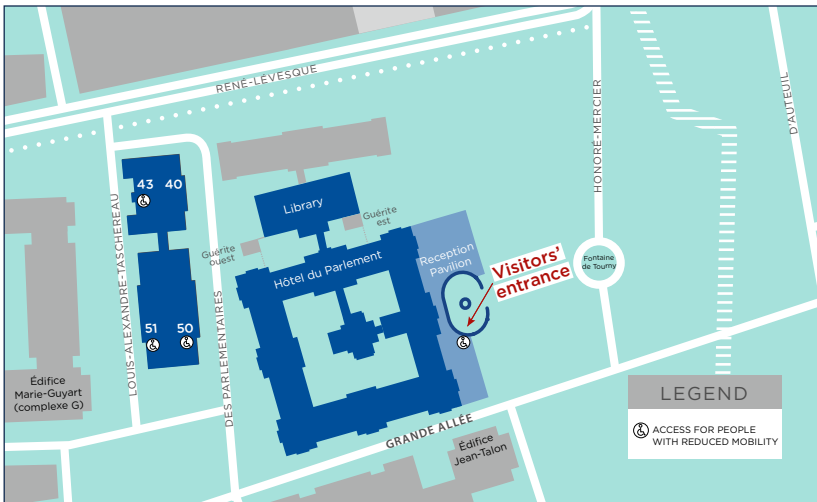 RENÉ-LÉVESQUE
HONORÉ-MERCIER
D'AUTEUIL
LOUIS-ALEXANDRE-TASCHEREAU
DES PARLEMENTAIRES
43 40
51 50
Library
Guérite
est
Guérite
ouest
Hôtel du Parlement
Reception
Pavilion
Visitors'
entrance
Fontaine
de Tourny
Édifice
Marie-Guyart
(complexe G)
GRANDE ALLÉE
Édifice
Jean-Talon
LEGEND
ACCESS FOR PEOPLE
WITH REDUCED MOBILITY